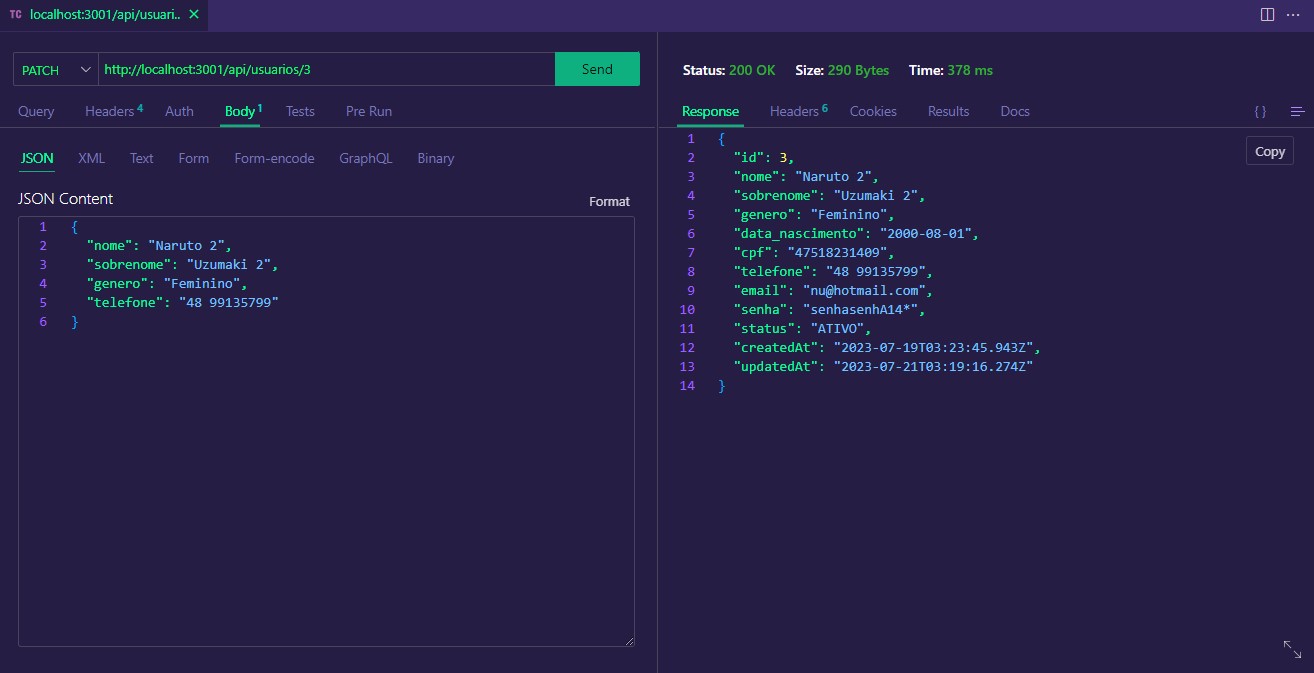 TC localhost:3001/api/usuari..
PATCH http://localhost:3001/api/usuarios/3 Send
Query Headers 4 Auth Body 1 Tests Pre Run
JSON XML Text Form Form-encode GraphQL Binary
JSON Content Format
1 {
2 "nome": "Naruto 2",
3 "sobrenome": "Uzumaki 2",
4 "genero": "Feminino",
5 "telefone": "48 99135799"
6 }
Status: 200 OK Size: 290 Bytes Time: 378 ms
Response Headers 6 Cookies Results Docs { }
Copy
1 {
2 "id": 3,
3 "nome": "Naruto 2",
4 "sobrenome": "Uzumaki 2",
5 "genero": "Feminino",
6 "data_nascimento": "2000-08-01",
7 "cpf": "47518231409",
8 "telefone": "48 99135799",
9 "email": "nu@hotmail.com",
10 "senha": "senhasenhA14*",
11 "status": "ATIVO",
12 "createdAt": "2023-07-19T03:23:45.943Z",
13 "updatedAt": "2023-07-21T03:19:16.274Z"
14 }